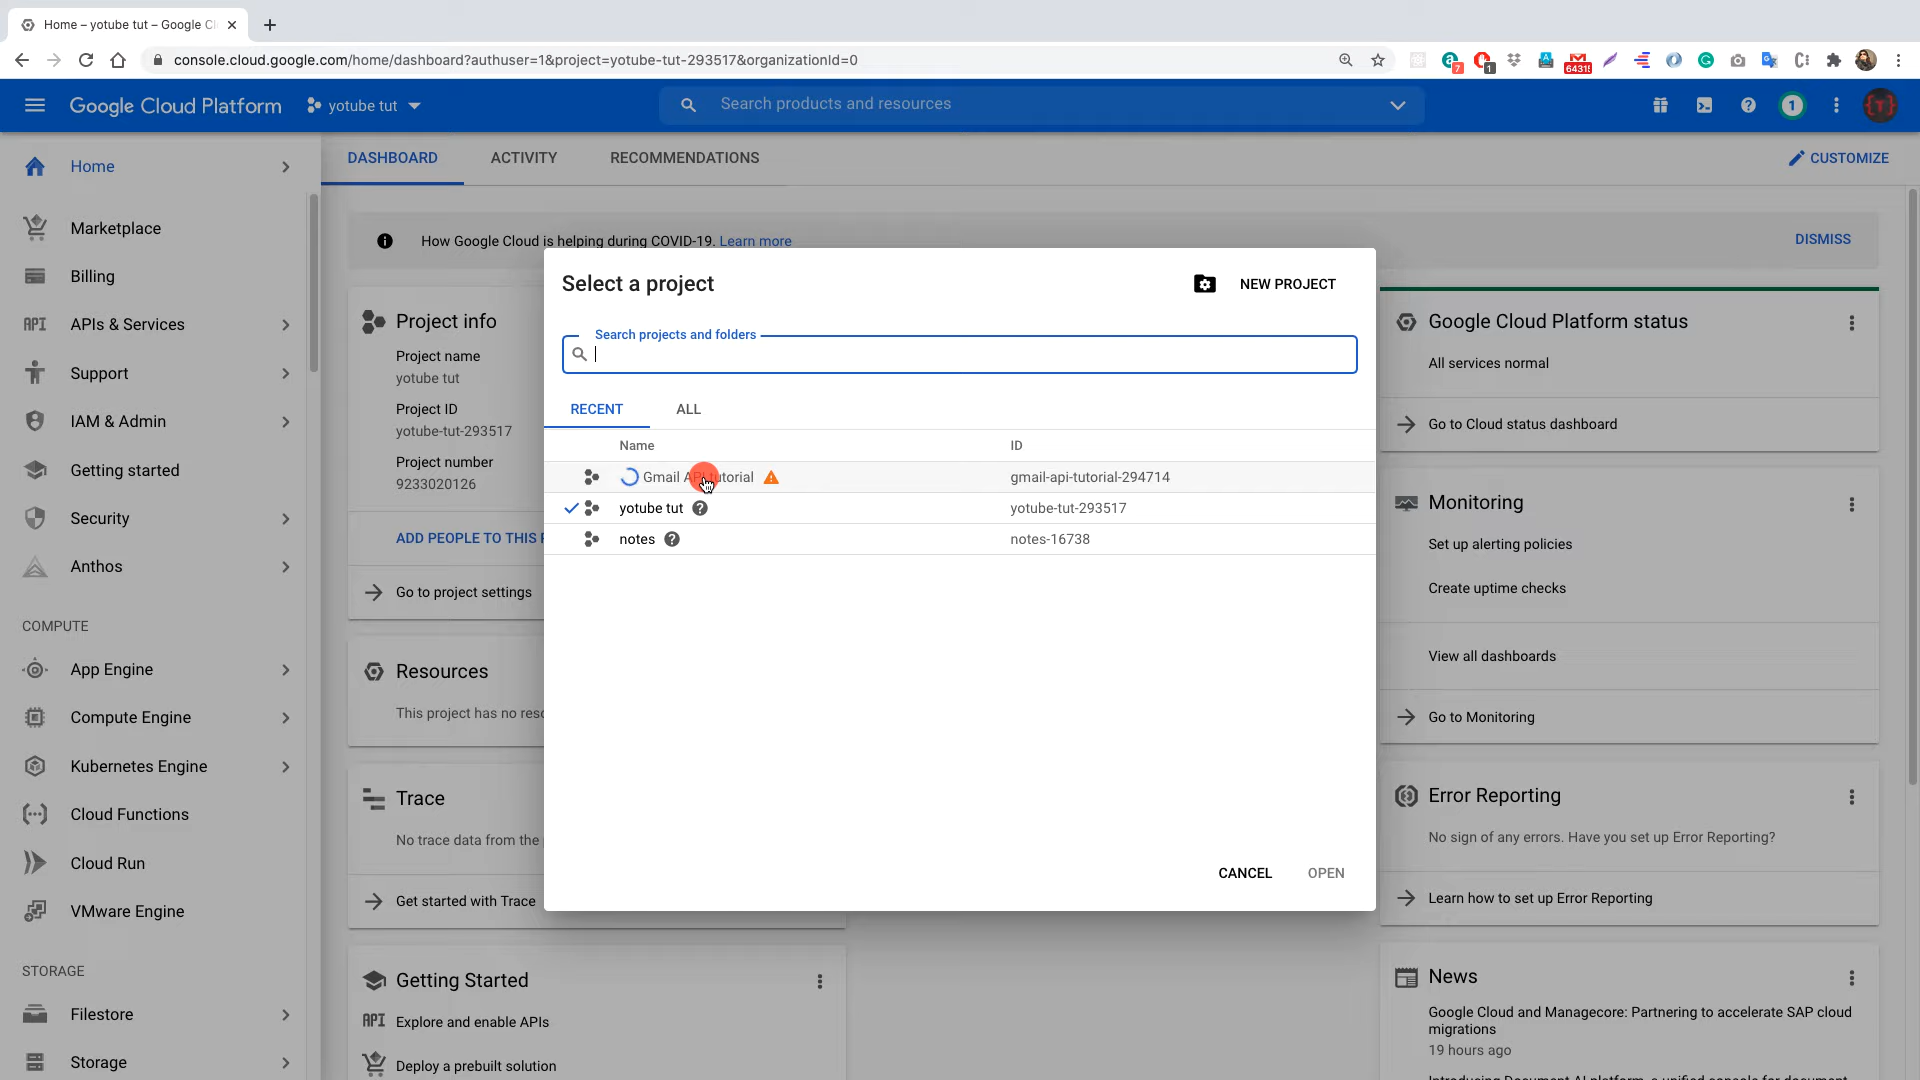 Home – yotube tut – Google Cl
console.cloud.google.com/home/dashboard?authuser=1&project=yotube-tut-293517&organizationId=0
7
1
64315
Google Cloud Platform
yotube tut
Search products and resources
1
{T}
Home
Marketplace
Billing
API
APIs & Services
Support
IAM & Admin
Getting started
Security
Anthos
COMPUTE
App Engine
Compute Engine
Kubernetes Engine
Cloud Functions
Cloud Run
VMware Engine
STORAGE
Filestore
Storage
DASHBOARD
ACTIVITY
RECOMMENDATIONS
CUSTOMIZE
How Google Cloud is helping during COVID-19. Learn more
DISMISS
Project info
Project name
yotube tut
Project ID
yotube-tut-293517
Project number
9233020126
ADD PEOPLE TO THIS
Go to project settings
Resources
This project has no
Trace
No trace data from the
Get started with Trace
Getting Started
API
Explore and enable APIs
Deploy a prebuilt solution
Select a project
NEW PROJECT
Search projects and folders
RECENT
ALL
Name
ID
Gmail API tutorial
gmail-api-tutorial-294714
yotube tut
yotube-tut-293517
notes
notes-16738
CANCEL
OPEN
Google Cloud Platform status
All services normal
Go to Cloud status dashboard
Monitoring
Set up alerting policies
Create uptime checks
View all dashboards
Go to Monitoring
Error Reporting
No sign of any errors. Have you set up Error Reporting?
Learn how to set up Error Reporting
News
Google Cloud and Managecore: Partnering to accelerate SAP cloud
migrations
19 hours ago